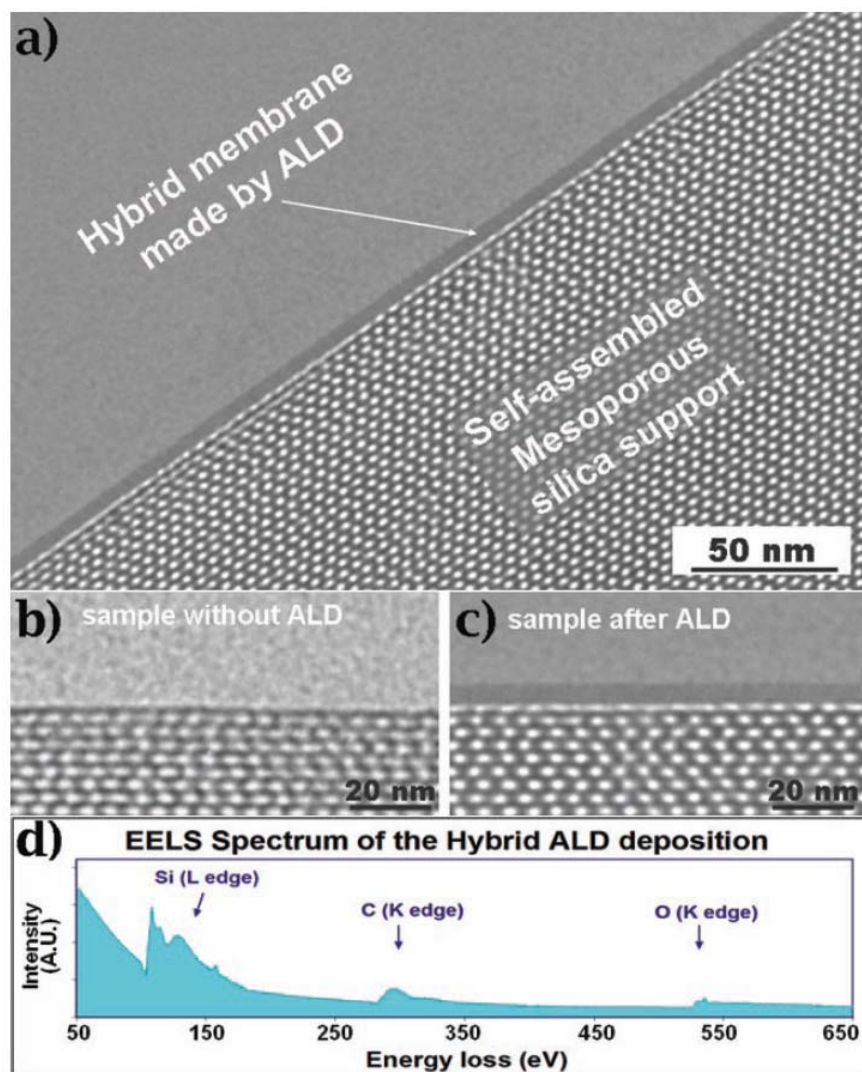 a)
Hybrid membrane
made by ALD
Self-assembled
Mesoporous
silica support
50 nm
b)
sample without ALD
20 nm
c)
sample after ALD
20 nm
d)
EELS Spectrum of the Hybrid ALD deposition
Si (L edge)
C (K edge)
O (K edge)
Intensity
(A.U.)
50 150 250 350 450 550 650
Energy loss (eV)